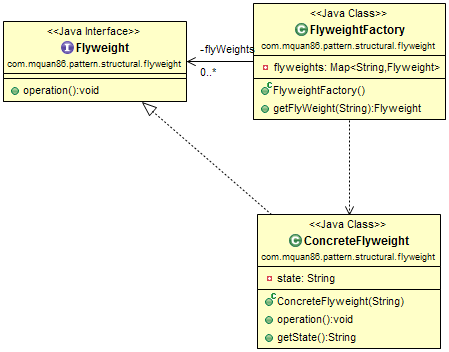 <<Java Interface>>
Flyweight
com.mquan86.pattern.structural.flyweight
operation():void
-flyWeights
0..*
<<Java Class>>
FlyweightFactory
com.mquan86.pattern.structural.flyweight
flyweights: Map<String,Flyweight>
FlyweightFactory()
getFlyWeight(String):Flyweight
<<Java Class>>
ConcreteFlyweight
com.mquan86.pattern.structural.flyweight
state: String
ConcreteFlyweight(String)
operation():void
getState():String